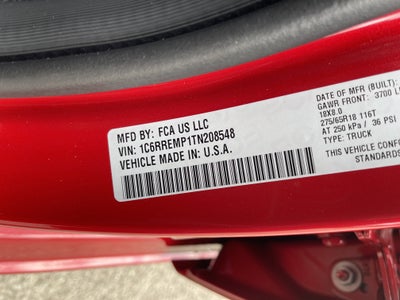 MFD BY: FCA US LLC
VIN: 1C6RREMP1TN208548
VEHICLE MADE IN U.S.A.
DATE OF MFR (BUILT):
GAWR FRONT: 3700
18X8.0
275/65R18 116T
AT 250 kPa / 36 PSI
TYPE: TRUCK
THIS VEHICLE
STANDARDS